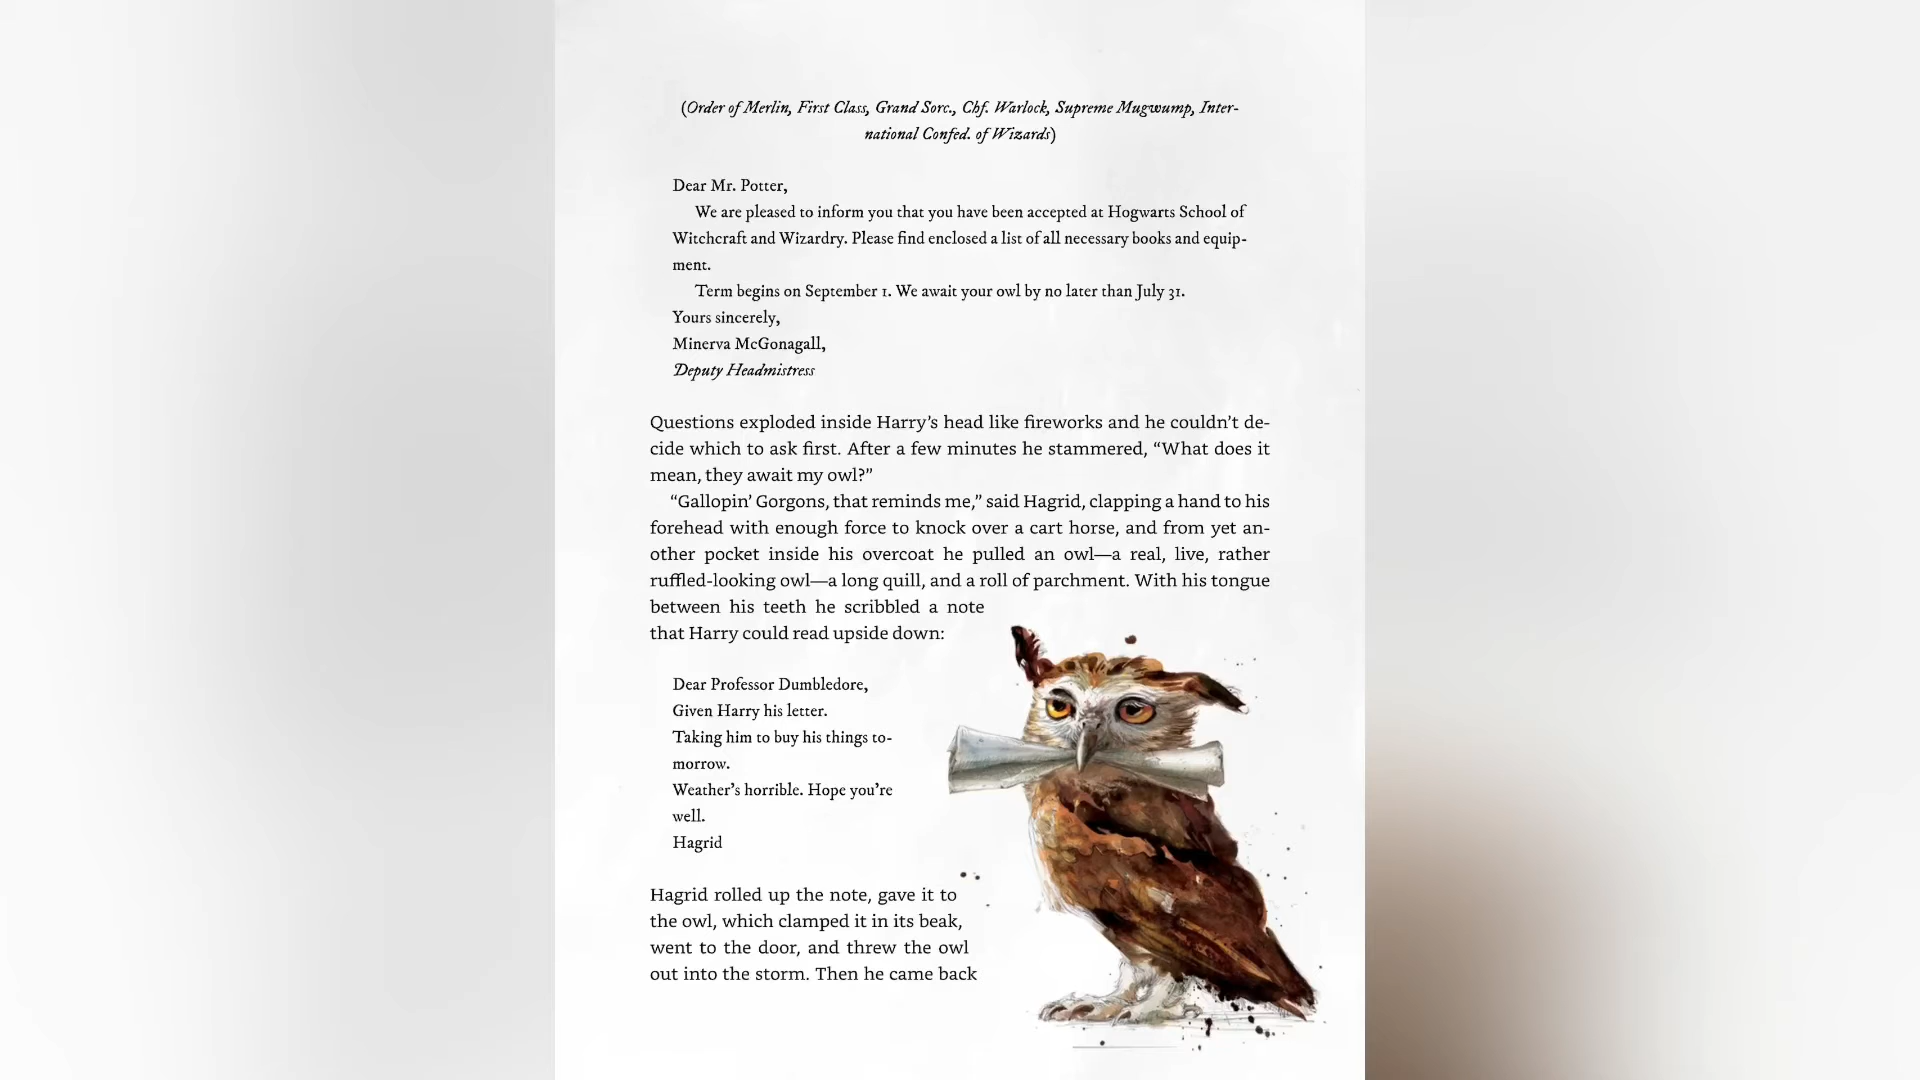 (Order of Merlin, First Class, Grand Sorc., Chf. Warlock, Supreme Mugwump, Inter-
national Confed. of Wizards)
Dear Mr. Potter,
We are pleased to inform you that you have been accepted at Hogwarts School of
Witchcraft and Wizardry. Please find enclosed a list of all necessary books and equip-
ment.
Term begins on September 1. We await your owl by no later than July 31.
Yours sincerely,
Minerva McGonagall,
Deputy Headmistress
Questions exploded inside Harry’s head like fireworks and he couldn’t de-
cide which to ask first. After a few minutes he stammered, “What does it
mean, they await my owl?”
“Gallopin’ Gorgons, that reminds me,” said Hagrid, clapping a hand to his
forehead with enough force to knock over a cart horse, and from yet an-
other pocket inside his overcoat he pulled an owl—a real, live, rather
ruffled-looking owl—a long quill, and a roll of parchment. With his tongue
between his teeth he scribbled a note
that Harry could read upside down:
Dear Professor Dumbledore,
Given Harry his letter.
Taking him to buy his things to-
morrow.
Weather’s horrible. Hope you’re
well.
Hagrid
Hagrid rolled up the note, gave it to
the owl, which clamped it in its beak,
went to the door, and threw the owl
out into the storm. Then he came back